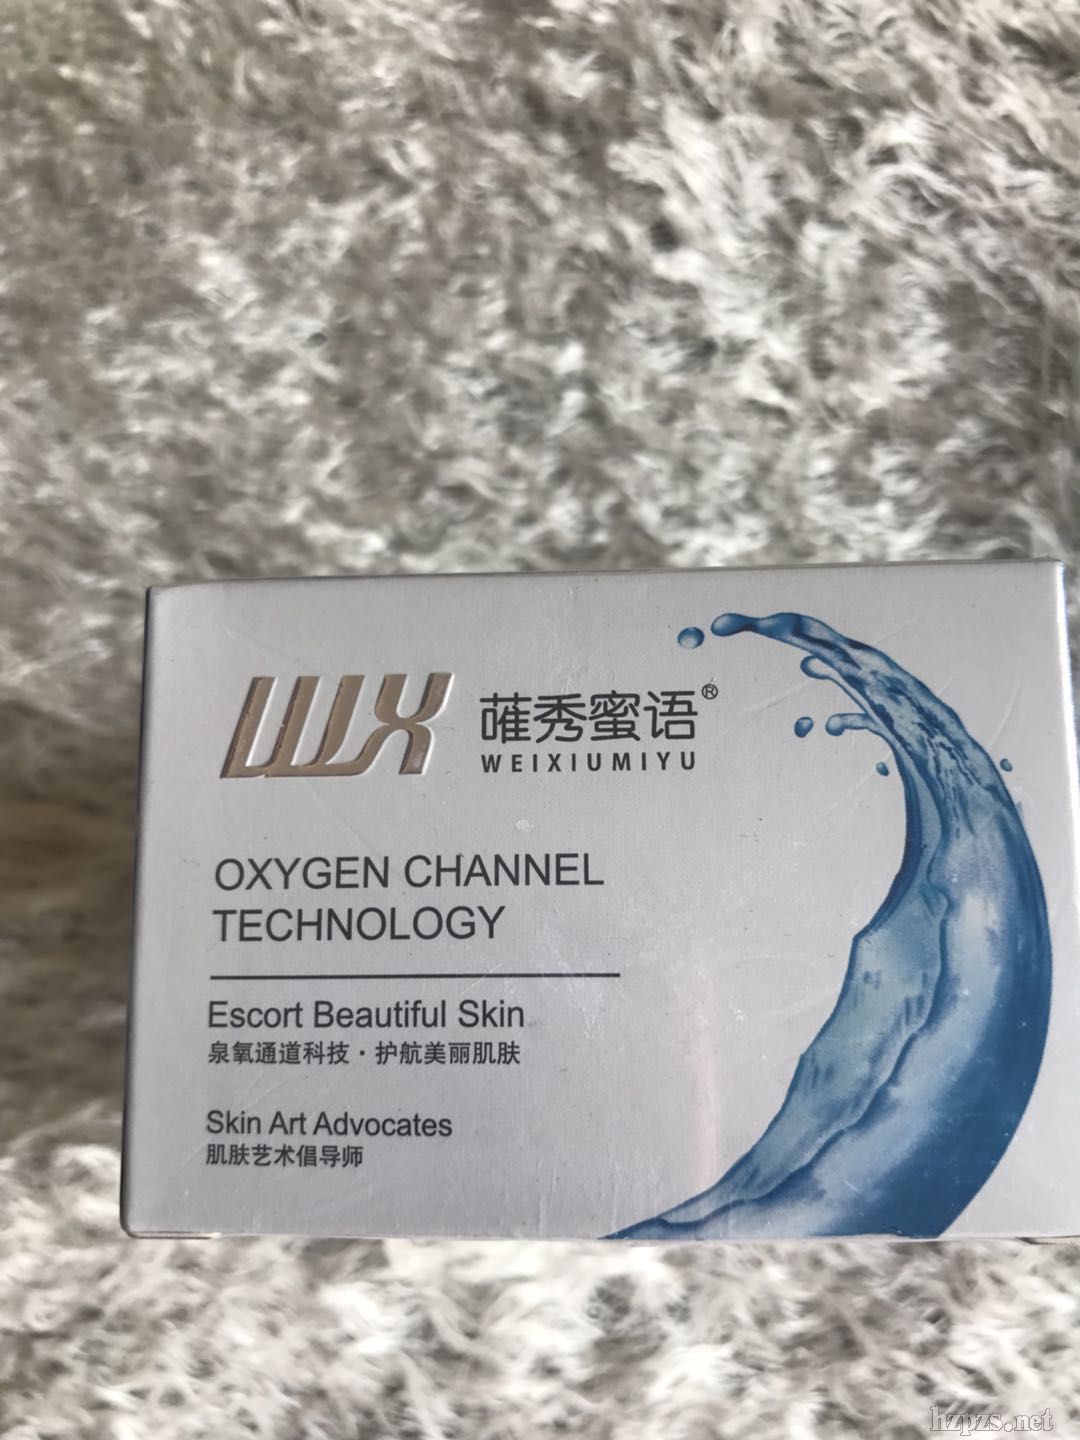 WX
蓶秀蜜语®
WEIXIUMIYU
OXYGEN CHANNEL
TECHNOLOGY
Escort Beautiful Skin
泉氧通道科技·护航美丽肌肤
Skin Art Advocates
肌肤艺术倡导师
hzpzs.net